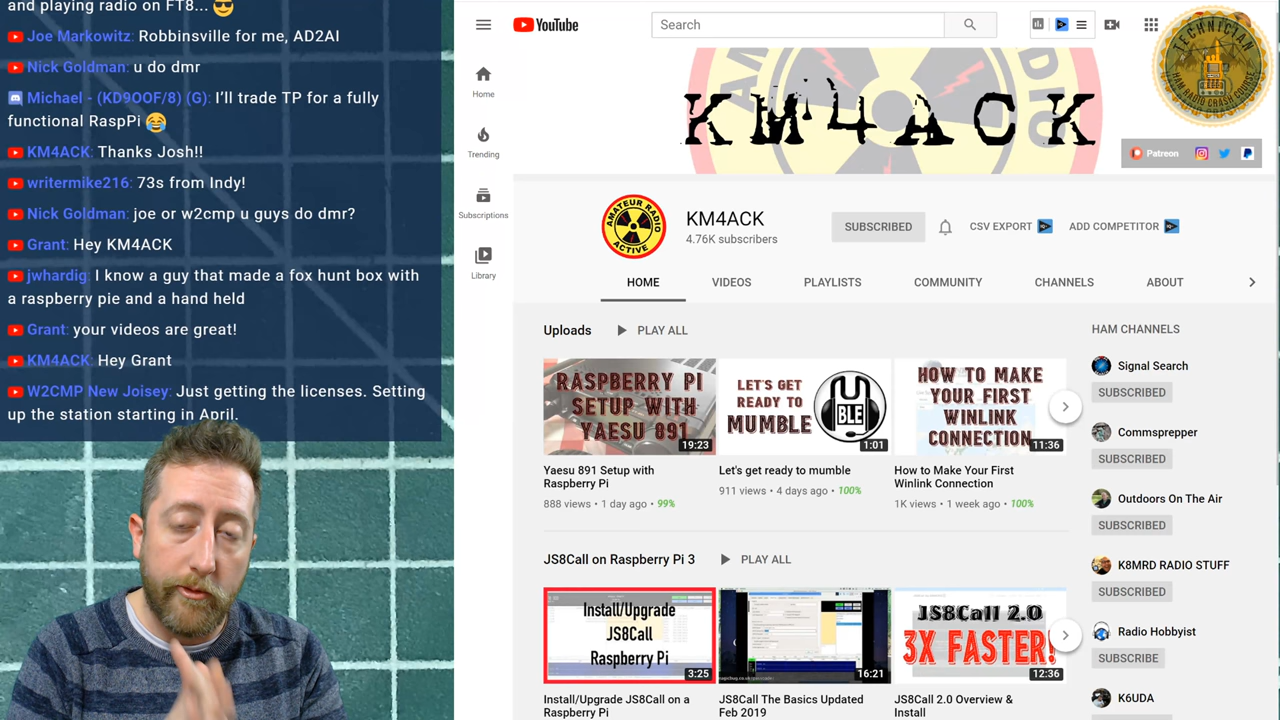 and playing radio on FT8... 😎
Joe Markowitz: Robbinsville for me, AD2AI
Nick Goldman: u do dmr
Michael - (KD9OOF/8) (G): I'll trade TP for a fully
functional RaspPi 😂
KM4ACK: Thanks Josh!!
writermike216: 73s from Indy!
Nick Goldman: joe or w2cmp u guys do dmr?
Grant: Hey KM4ACK
jwhardig: I know a guy that made a fox hunt box with
a raspberry pie and a hand held
Grant: your videos are great!
KM4ACK: Hey Grant
W2CMP New Joisey: Just getting the licenses. Setting
up the station starting in April.
YouTube
Search
TECHNICIAN
HAM RADIO CRASH COURSE
Home
Trending
Subscriptions
Library
KM4ACK
Patreon
AMATEUR RADIO
ACTIVE
KM4ACK
4.76K subscribers
SUBSCRIBED
CSV EXPORT
ADD COMPETITOR
HOME VIDEOS PLAYLISTS COMMUNITY CHANNELS ABOUT
Uploads PLAY ALL
RASPBERRY PI
SETUP WITH
YAESU 891
19:23
Yaesu 891 Setup with
Raspberry Pi
888 views • 1 day ago • 99%
LET'S GET
READY TO
MUMBLE
BLE
1:01
Let's get ready to mumble
911 views • 4 days ago • 100%
HOW TO MAKE
YOUR FIRST
WINLINK
CONNECTION
11:36
How to Make Your First
Winlink Connection
1K views • 1 week ago • 100%
JS8Call on Raspberry Pi 3 PLAY ALL
Install/Upgrade
JS8Call
Raspberry Pi
3:25
Install/Upgrade JS8Call on a
Raspberry Pi
16:21
JS8Call The Basics Updated
Feb 2019
JS8Call 2.0
3X FASTER!
12:36
JS8Call 2.0 Overview &
Install
HAM CHANNELS
Signal Search
SUBSCRIBED
Commsprepper
SUBSCRIBED
Outdoors On The Air
SUBSCRIBED
K8MRD RADIO STUFF
SUBSCRIBED
Radio Hobbyist
SUBSCRIBE
K6UDA